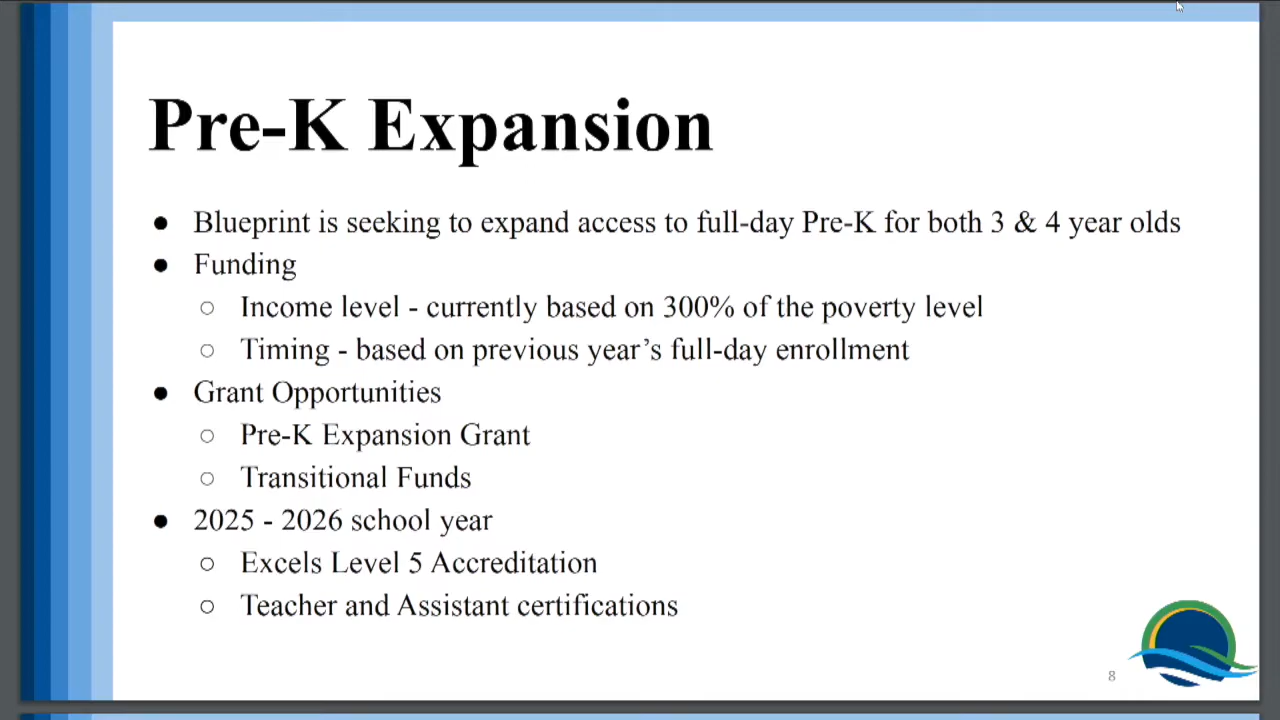 Pre-K Expansion
● Blueprint is seeking to expand access to full-day Pre-K for both 3 & 4 year olds
● Funding
○ Income level - currently based on 300% of the poverty level
○ Timing - based on previous year's full-day enrollment
● Grant Opportunities
○ Pre-K Expansion Grant
○ Transitional Funds
● 2025 - 2026 school year
○ Excels Level 5 Accreditation
○ Teacher and Assistant certifications
8